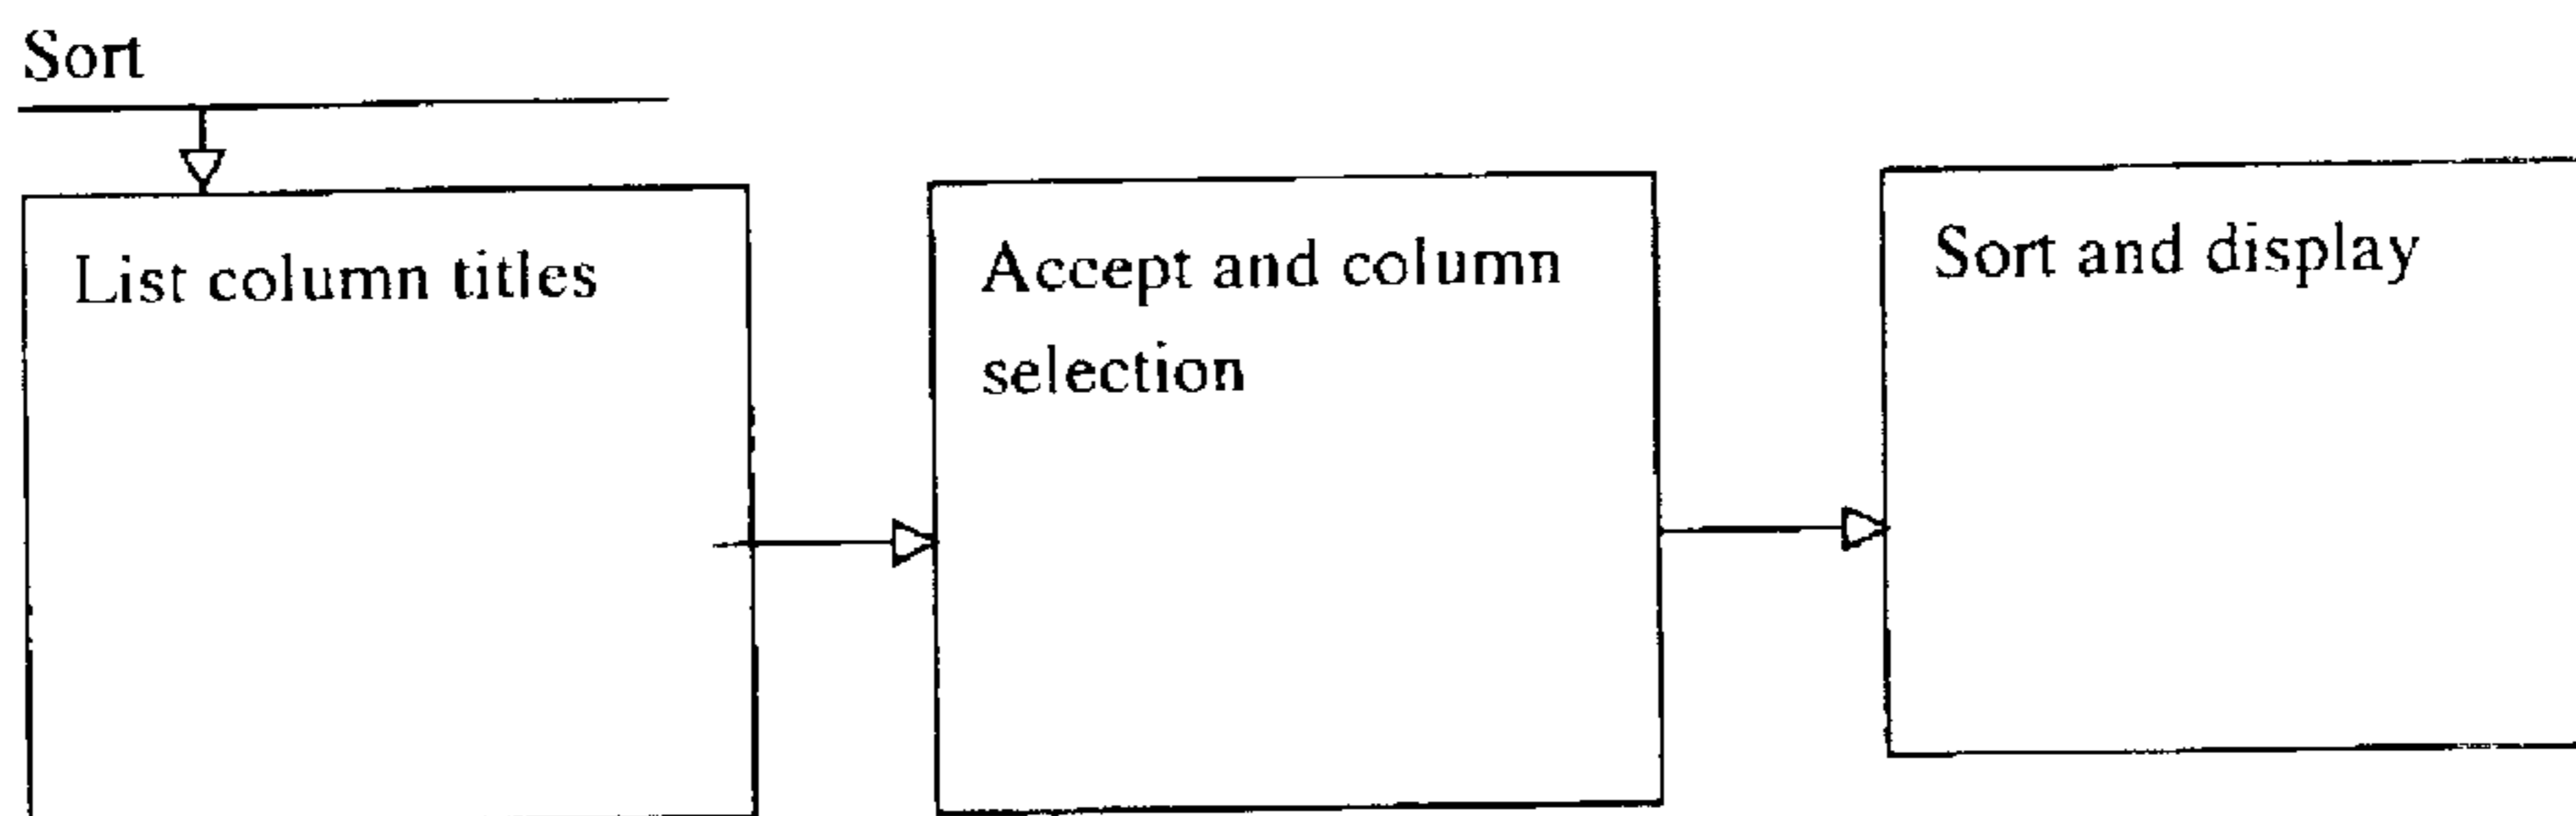 Sort
List column titles
Accept and column
selection
Sort and display